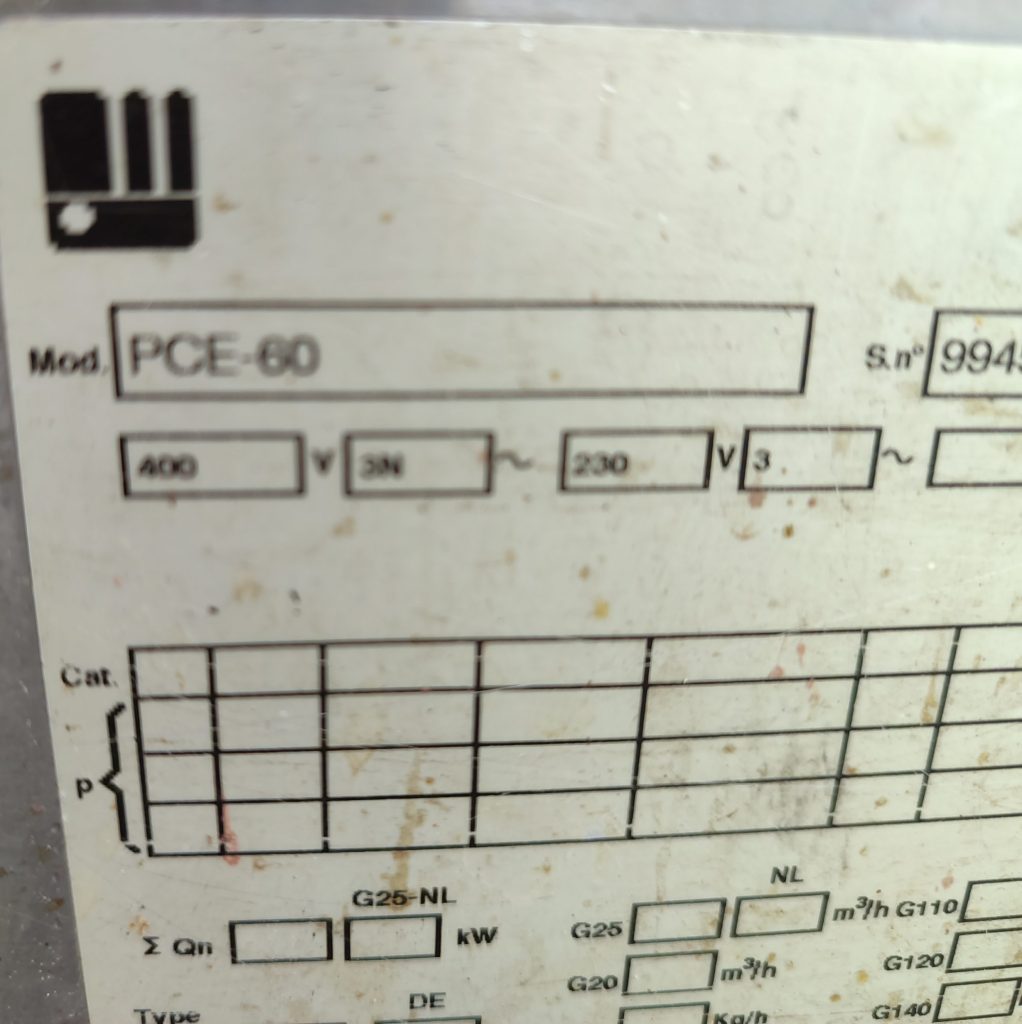 Mod. PCE-60 S.nº 994
400 V 3N ~ 230 V 3 ~
Cat.
P
G25-NL NL
Σ Qn kW G25 m³/h G110
G20 m³/h G120
Type DE Kg/h G140